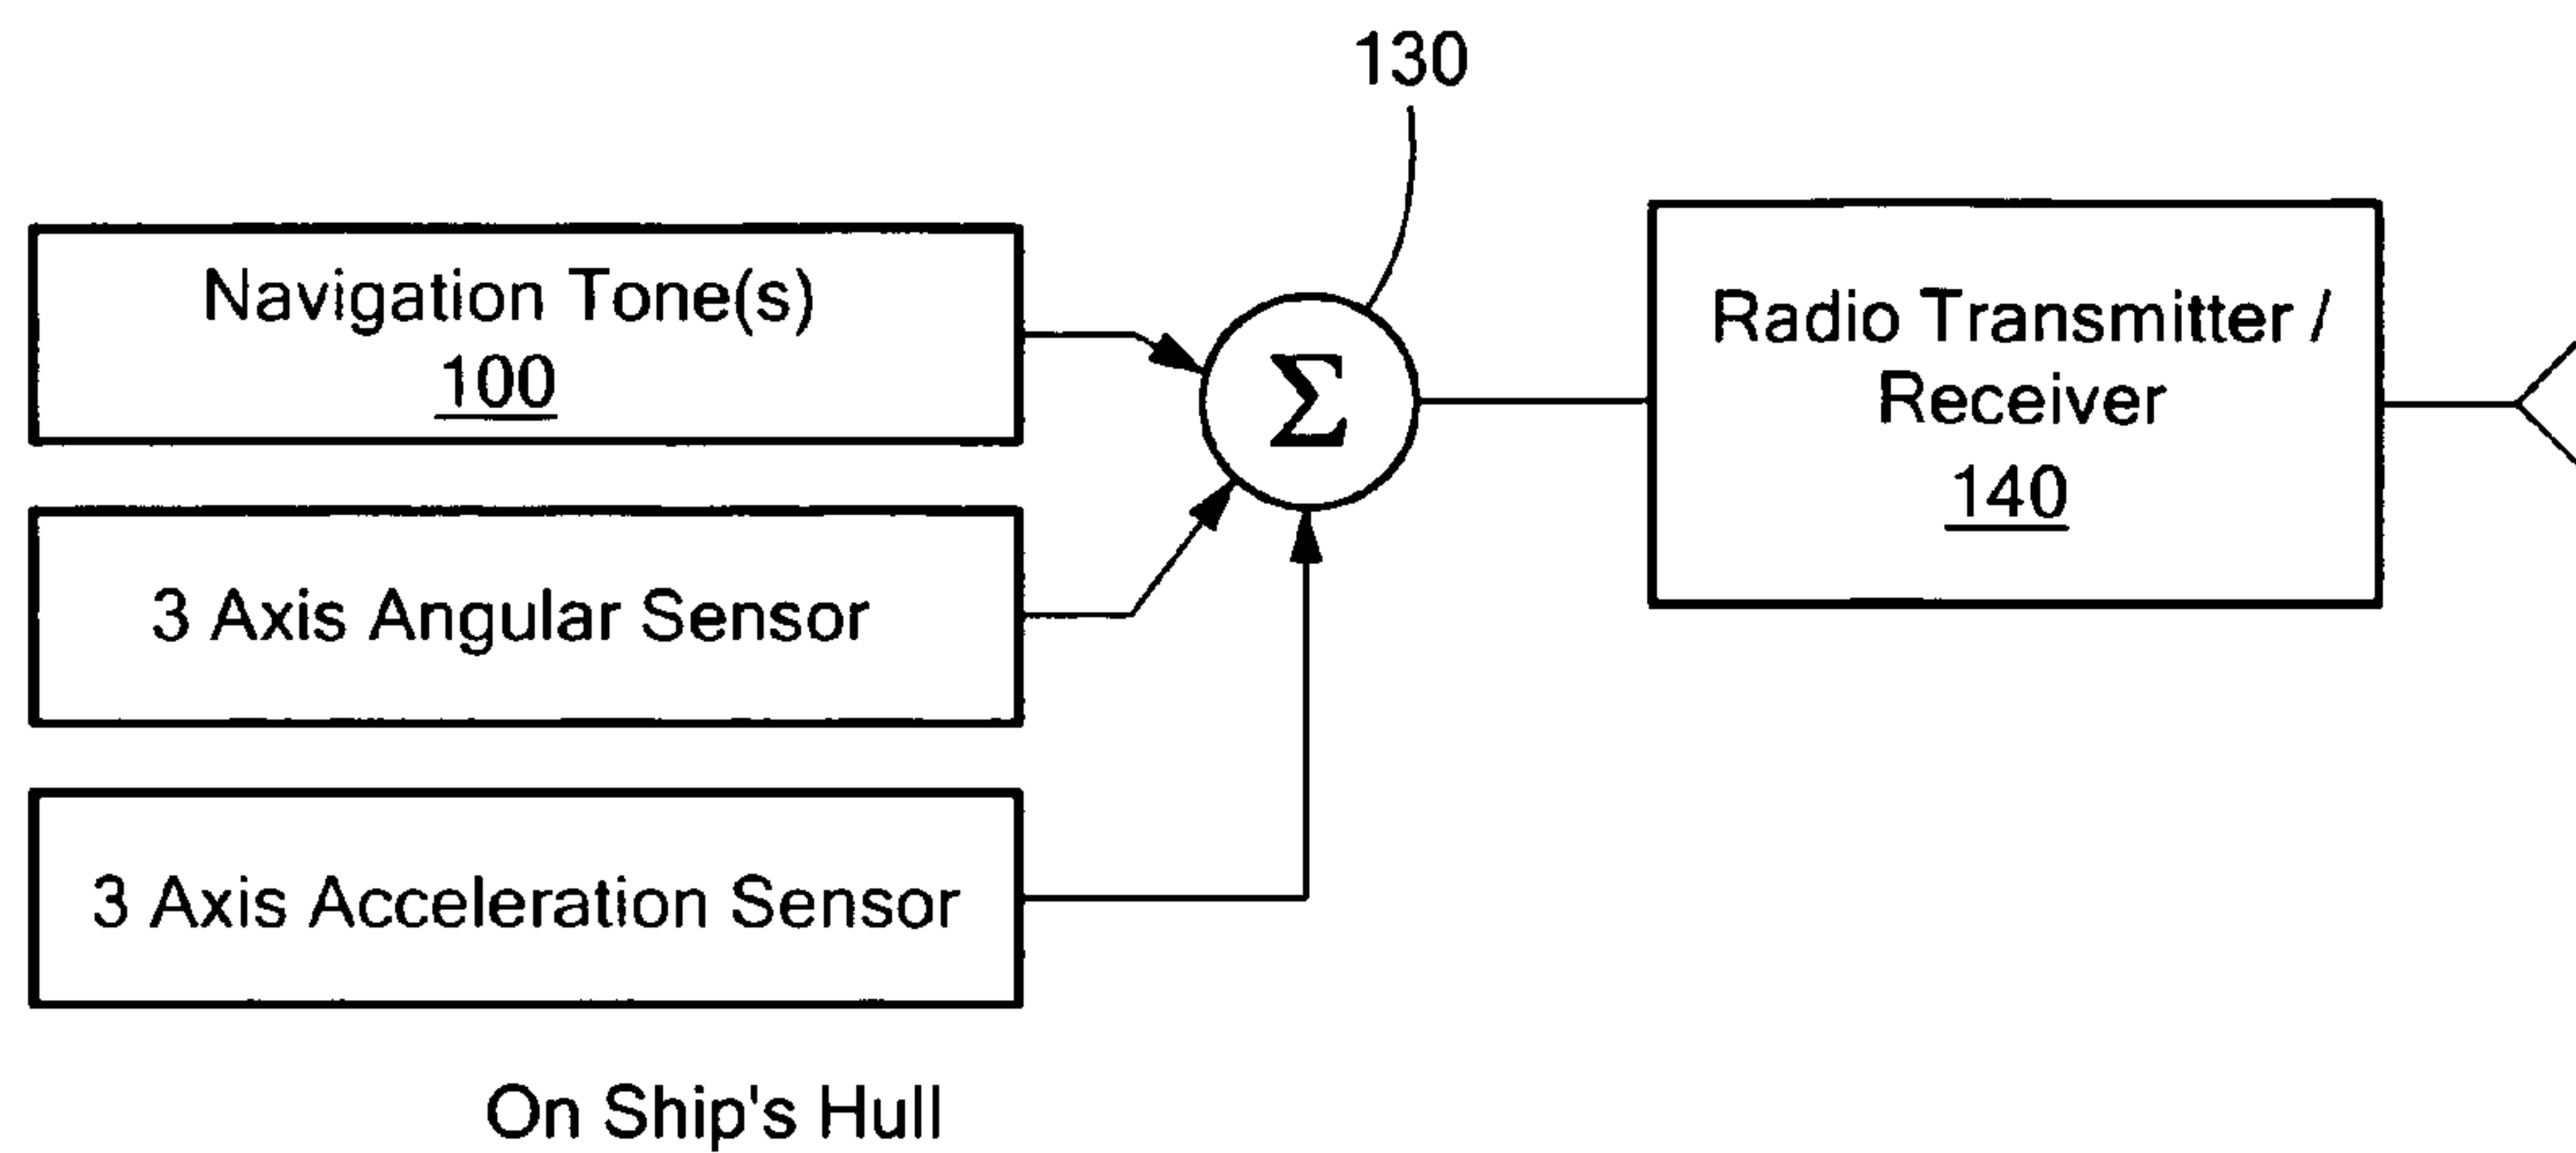 130
Navigation Tone(s)
100
Σ
Radio Transmitter /
Receiver
140
3 Axis Angular Sensor
3 Axis Acceleration Sensor
On Ship's Hull